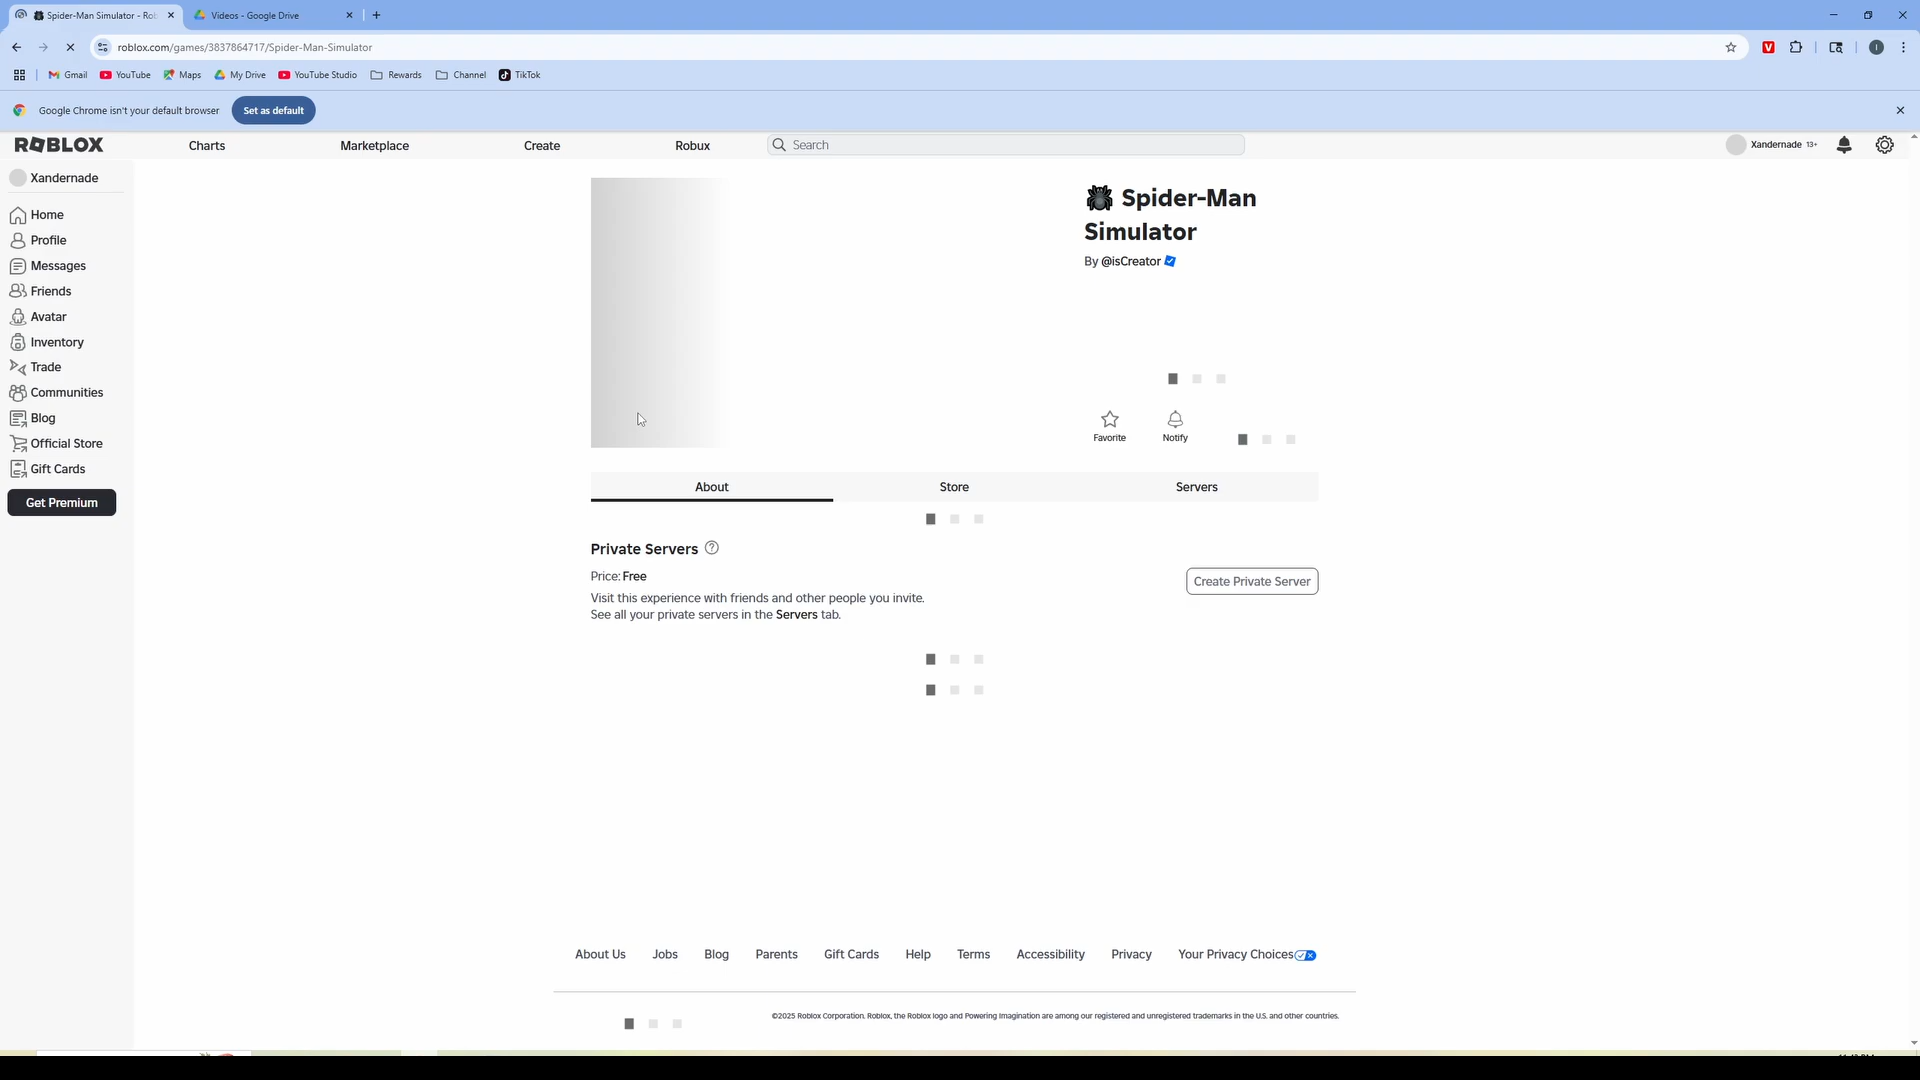 Spider-Man Simulator - Rob
Videos - Google Drive
roblox.com/games/3837864717/Spider-Man-Simulator
Gmail
YouTube
Maps
My Drive
YouTube Studio
Rewards
Channel
TikTok
Google Chrome isn't your default browser
Set as default
ROBLOX
Charts
Marketplace
Create
Robux
Search
Xandernade 13+
Xandernade
Home
Profile
Messages
Friends
Avatar
Inventory
Trade
Communities
Blog
Official Store
Gift Cards
Get Premium
Spider-Man
Simulator
By @isCreator
Favorite
Notify
About
Store
Servers
Private Servers
Price: Free
Visit this experience with friends and other people you invite.
See all your private servers in the Servers tab.
Create Private Server
About Us
Jobs
Blog
Parents
Gift Cards
Help
Terms
Accessibility
Privacy
Your Privacy Choices
©2025 Roblox Corporation. Roblox, the Roblox logo and Powering Imagination are among our registered and unregistered trademarks in the U.S. and other countries.